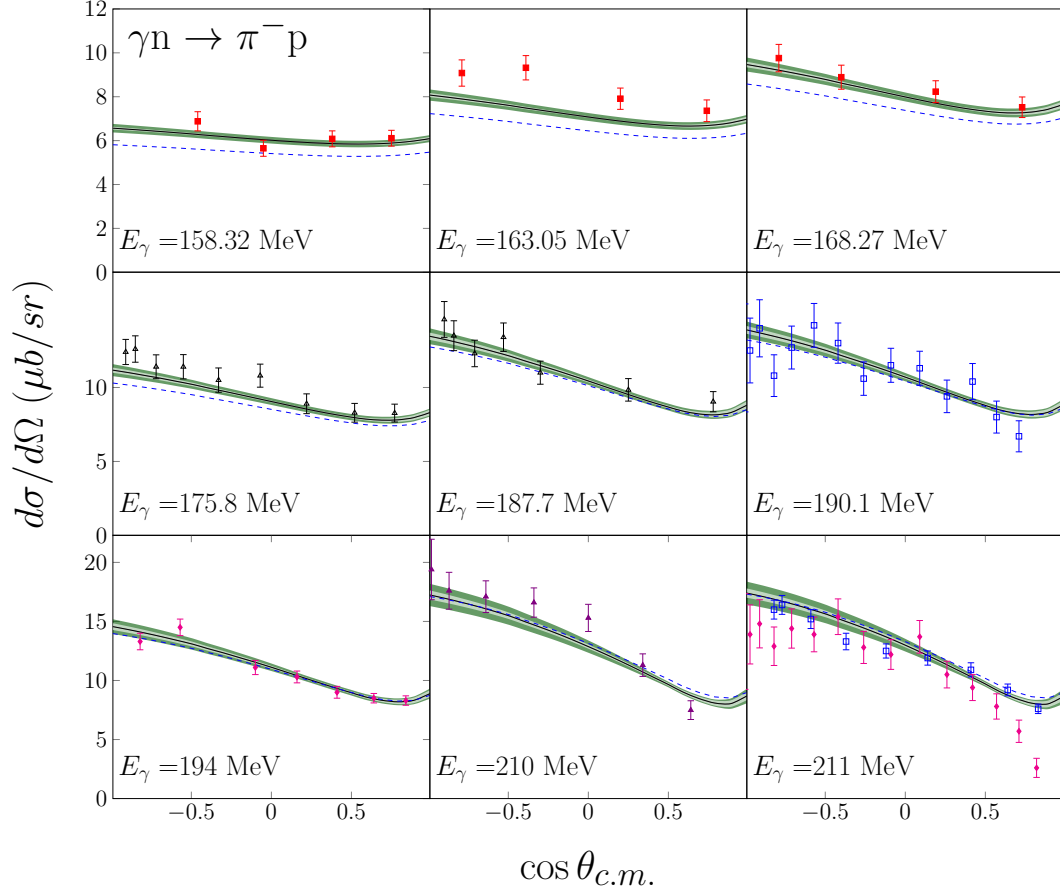 γn → π⁻p
12
10
8
6
4
2
0
E_γ =158.32 MeV
E_γ =163.05 MeV
E_γ =168.27 MeV
dσ/dΩ (μb/sr)
10
5
0
E_γ =175.8 MeV
E_γ =187.7 MeV
E_γ =190.1 MeV
20
15
10
5
0
E_γ =194 MeV
E_γ =210 MeV
E_γ =211 MeV
−0.5 0 0.5 −0.5 0 0.5 −0.5 0 0.5
cos θ_{c.m.}